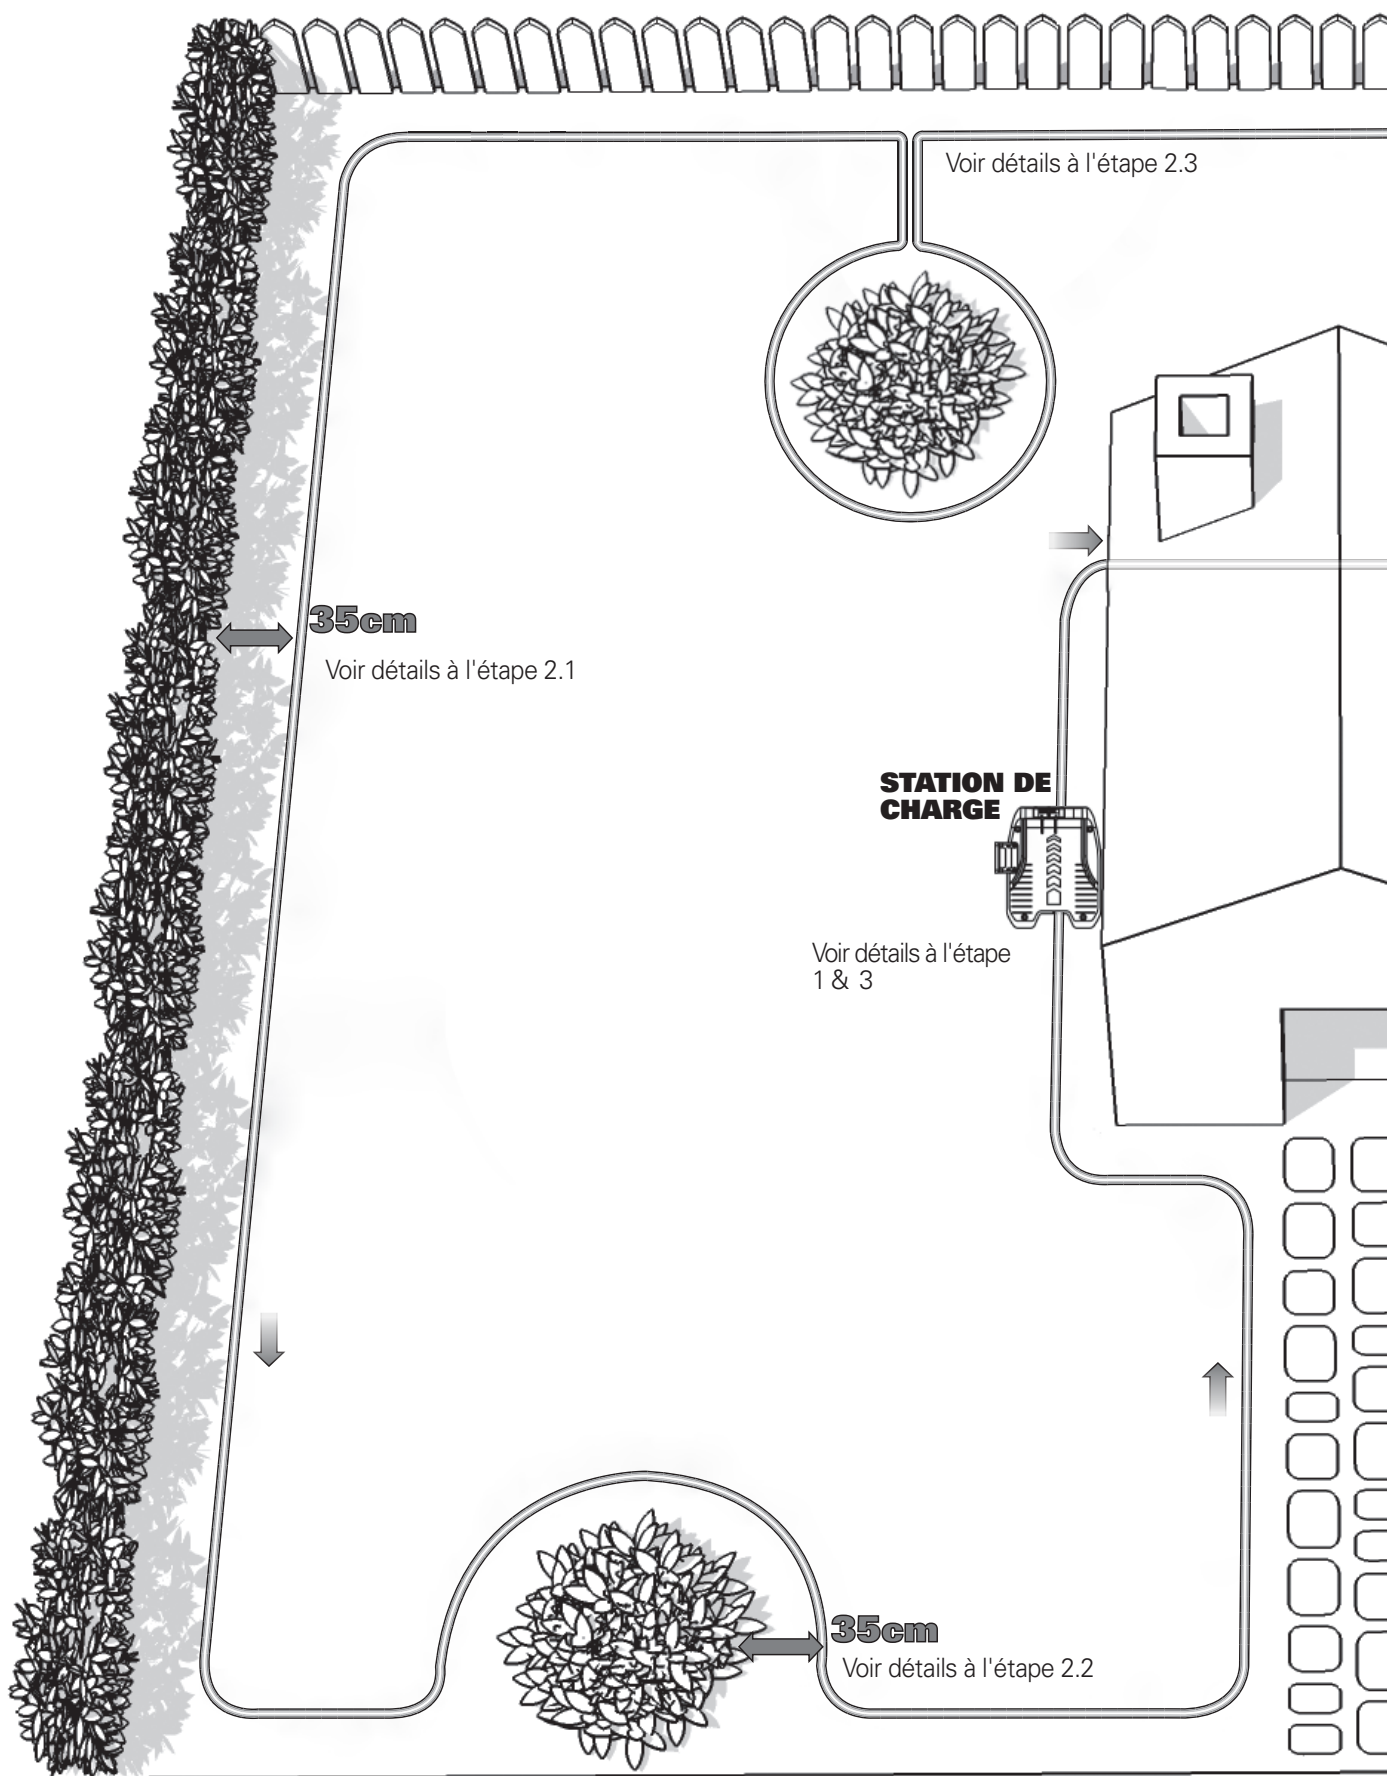 Voir détails à l'étape 2.3
35cm
Voir détails à l'étape 2.1
STATION DE
CHARGE
Voir détails à l'étape
1 & 3
35cm
Voir détails à l'étape 2.2